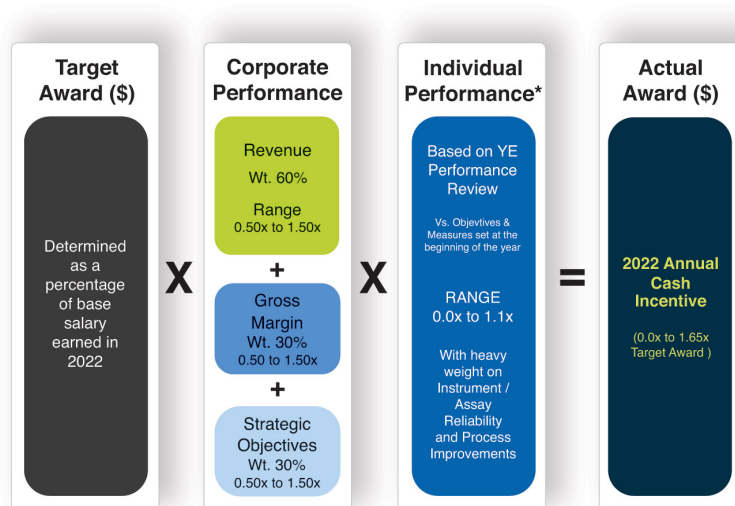 Target
Award ($)
Determined
as a
percentage
of base
salary
earned in
2022
X
Corporate
Performance
Revenue
Wt. 60%
Range
0.50x to 1.50x
+
Gross
Margin
Wt. 30%
0.50 to 1.50x
+
Strategic
Objectives
Wt. 30%
0.50x to 1.50x
X
Individual
Performance*
Based on YE
Performance
Review
Vs. Objevtives &
Measures set at the
beginning of the year
RANGE
0.0x to 1.1x
With heavy
weight on
Instrument /
Assay
Reliability
and Process
Improvements
=
Actual
Award ($)
2022 Annual
Cash
Incentive
(0.0x to 1.65x
Target Award )